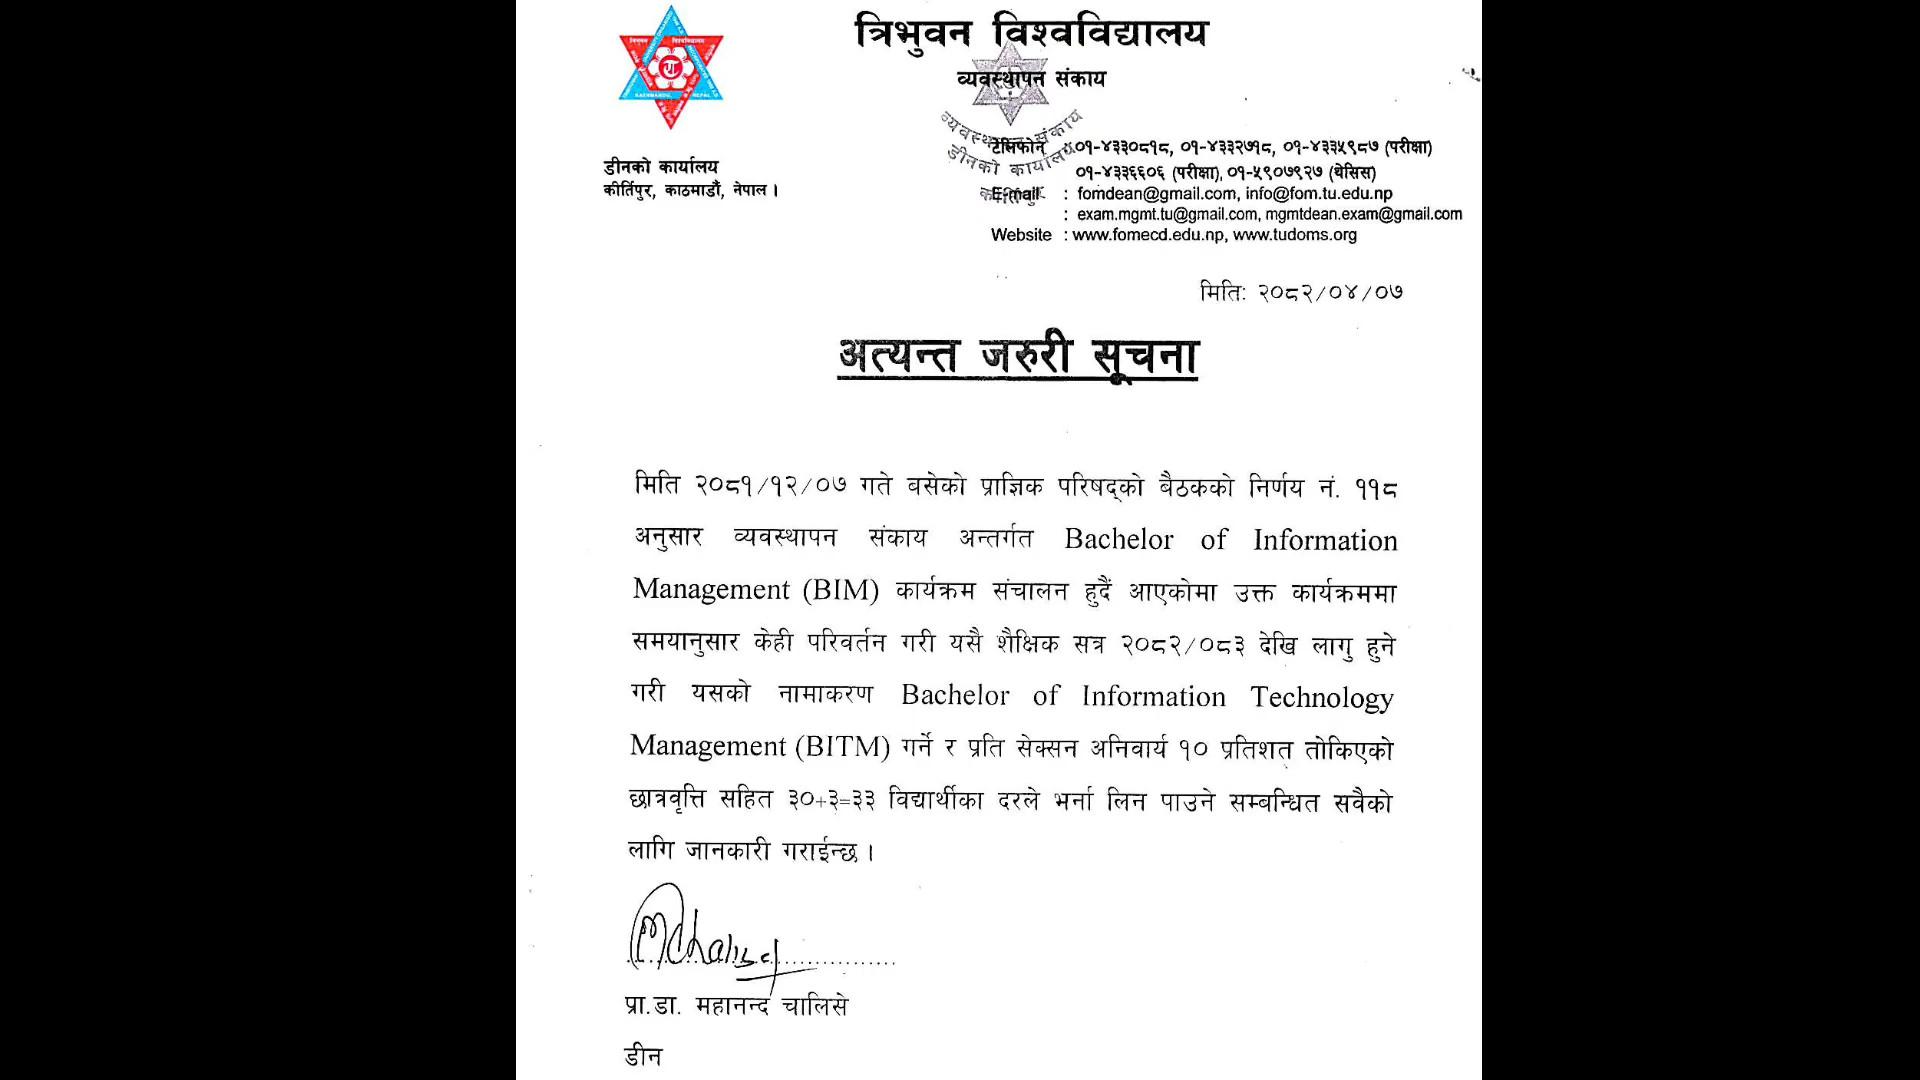 त्रिभुवन विश्वविद्यालय
व्यवस्थापन संकाय
व्यवस्थापन संकाय
डीनको कार्यालय
कीर्तिपुर
डीनको कार्यालय
कीर्तिपुर, काठमाडौं, नेपाल ।
टेलिफोन : ०१-४३३०८१८, ०१-४३३२७१८, ०१-४३३५९८७ (परीक्षा)
०१-४३३६६०६ (परीक्षा), ०१-५९०७९२७ (थेसिस)
E-mail : fomdean@gmail.com, info@fom.tu.edu.np
: exam.mgmt.tu@gmail.com, mgmtdean.exam@gmail.com
Website : www.fomecd.edu.np, www.tudoms.org
मितिः २०८२/०४/०७
अत्यन्त जरुरी सूचना
मिति २०८१/१२/०७ गते बसेको प्राज्ञिक परिषद्को बैठकको निर्णय नं. ११८
अनुसार व्यवस्थापन संकाय अन्तर्गत Bachelor of Information
Management (BIM) कार्यक्रम संचालन हुदैं आएकोमा उक्त कार्यक्रममा
समयानुसार केही परिवर्तन गरी यसै शैक्षिक सत्र २०८२/०८३ देखि लागु हुने
गरी यसको नामाकरण Bachelor of Information Technology
Management (BITM) गर्ने र प्रति सेक्सन अनिवार्य १० प्रतिशत् तोकिएको
छात्रवृत्ति सहित ३०+३=३३ विद्यार्थीका दरले भर्ना लिन पाउने सम्बन्धित सवैको
लागि जानकारी गराईन्छ ।
प्रा.डा. महानन्द चालिसे
डीन